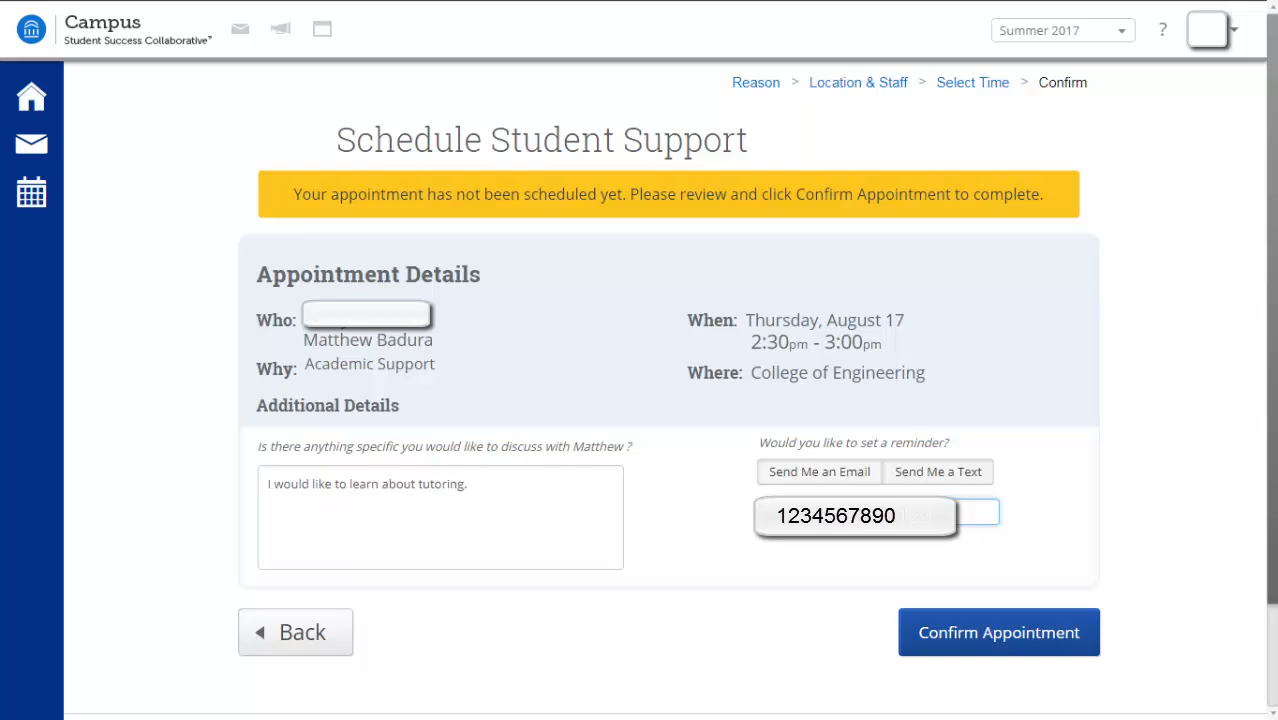 Campus
Student Success Collaborative™
Summer 2017
?
Reason > Location & Staff > Select Time > Confirm
Schedule Student Support
Your appointment has not been scheduled yet. Please review and click Confirm Appointment to complete.
Appointment Details
Who:
Matthew Badura
Why: Academic Support
When: Thursday, August 17
2:30pm - 3:00pm
Where: College of Engineering
Additional Details
Is there anything specific you would like to discuss with Matthew ?
I would like to learn about tutoring.
Would you like to set a reminder?
Send Me an Email Send Me a Text
1234567890
Back
Confirm Appointment